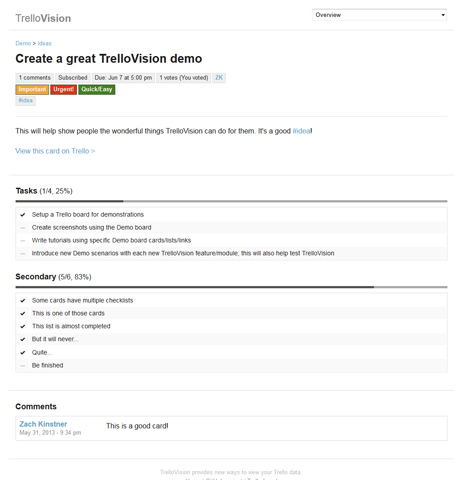 TrelloVision
Overview
Demo > Ideas
Create a great TrelloVision demo
1 comments Subscribed Due: Jun 7 at 5:00 pm 1 votes (You voted) ZK
Important Urgent! Quick/Easy
#idea
This will help show people the wonderful things TrelloVision can do for them. It's a good #idea!
View this card on Trello >
Tasks (1/4, 25%)
Setup a Trello board for demonstrations
Create screenshots using the Demo board
Write tutorials using specific Demo board cards/lists/links
Introduce new Demo scenarios with each new TrelloVision feature/module; this will also help test TrelloVision
Secondary (5/6, 83%)
Some cards have multiple checklists
This is one of those cards
This list is almost completed
But it will never...
Quite...
Be finished
Comments
Zach Kinstner This is a good card!
May 31, 2013 - 9:34 pm
TrelloVision provides new ways to view your Trello data